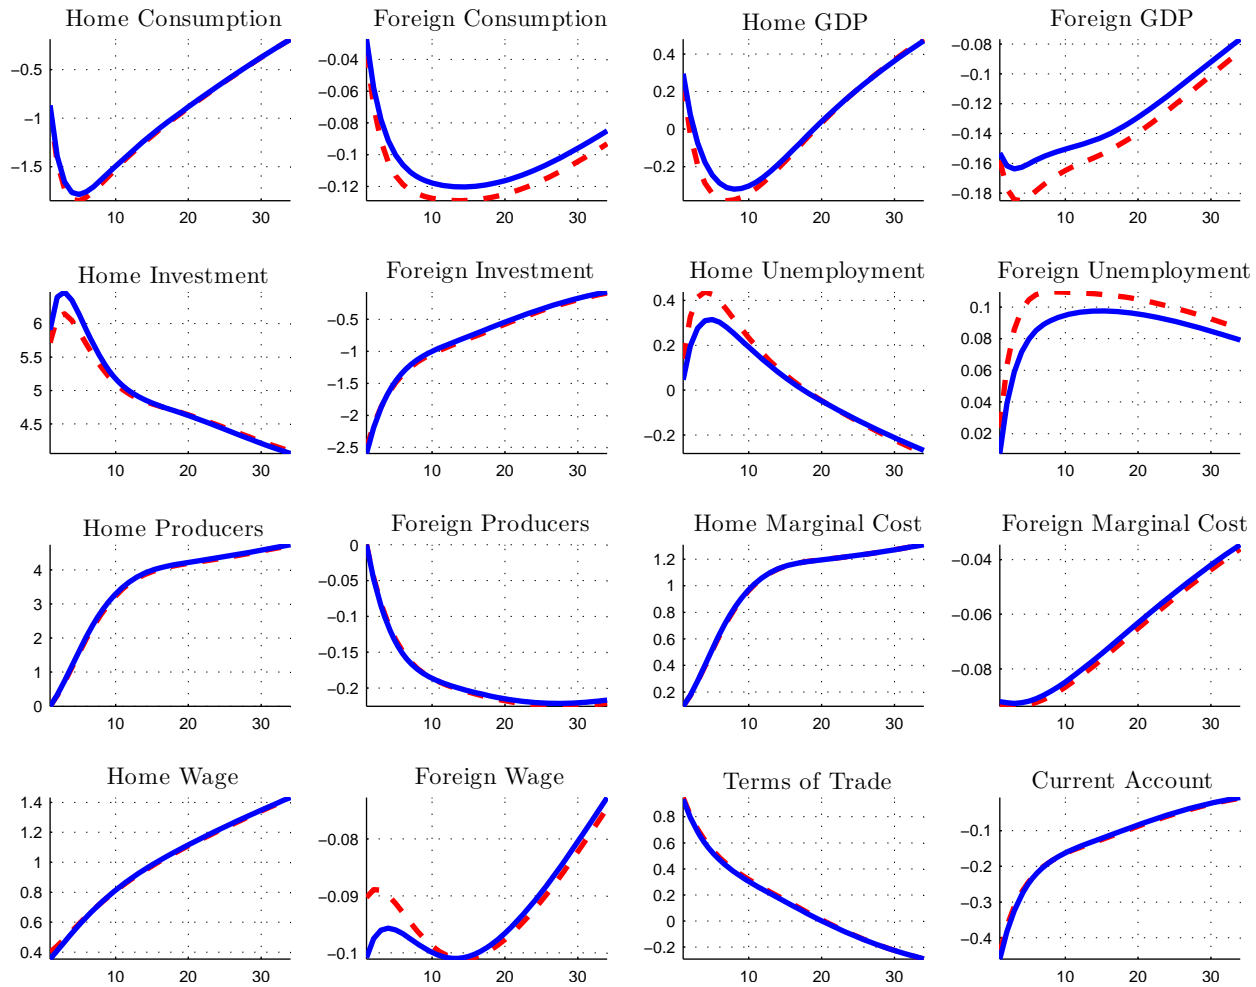 Home Consumption
−0.5
−1
−1.5
10 20 30
Foreign Consumption
−0.04
−0.06
−0.08
−0.1
−0.12
10 20 30
Home GDP
0.4
0.2
0
−0.2
10 20 30
Foreign GDP
−0.08
−0.1
−0.12
−0.14
−0.16
−0.18
10 20 30
Home Investment
6
5.5
5
4.5
10 20 30
Foreign Investment
−0.5
−1
−1.5
−2
−2.5
10 20 30
Home Unemployment
0.4
0.2
0
−0.2
10 20 30
Foreign Unemployment
0.1
0.08
0.06
0.04
0.02
10 20 30
Home Producers
4
3
2
1
0
10 20 30
Foreign Producers
0
−0.05
−0.1
−0.15
−0.2
10 20 30
Home Marginal Cost
1.2
1
0.8
0.6
0.4
0.2
10 20 30
Foreign Marginal Cost
−0.04
−0.06
−0.08
10 20 30
Home Wage
1.4
1.2
1
0.8
0.6
0.4
10 20 30
Foreign Wage
−0.08
−0.09
−0.1
10 20 30
Terms of Trade
0.8
0.6
0.4
0.2
0
−0.2
10 20 30
Current Account
−0.1
−0.2
−0.3
−0.4
10 20 30